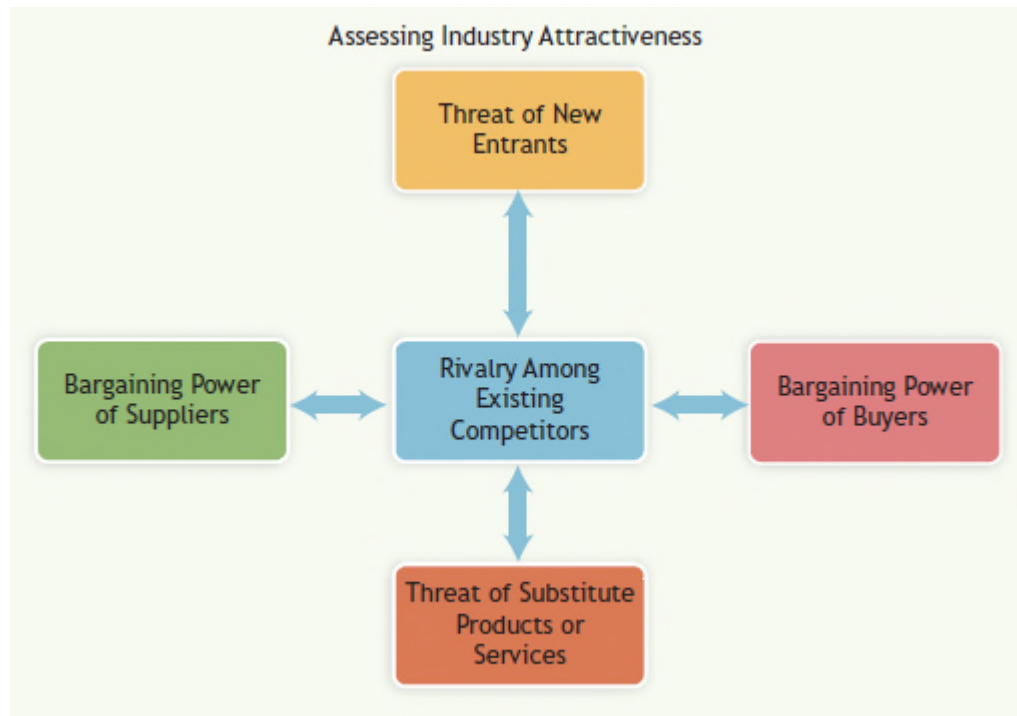 Assessing Industry Attractiveness
Threat of New
Entrants
Bargaining Power
of Suppliers
Rivalry Among
Existing
Competitors
Bargaining Power
of Buyers
Threat of Substitute
Products or
Services